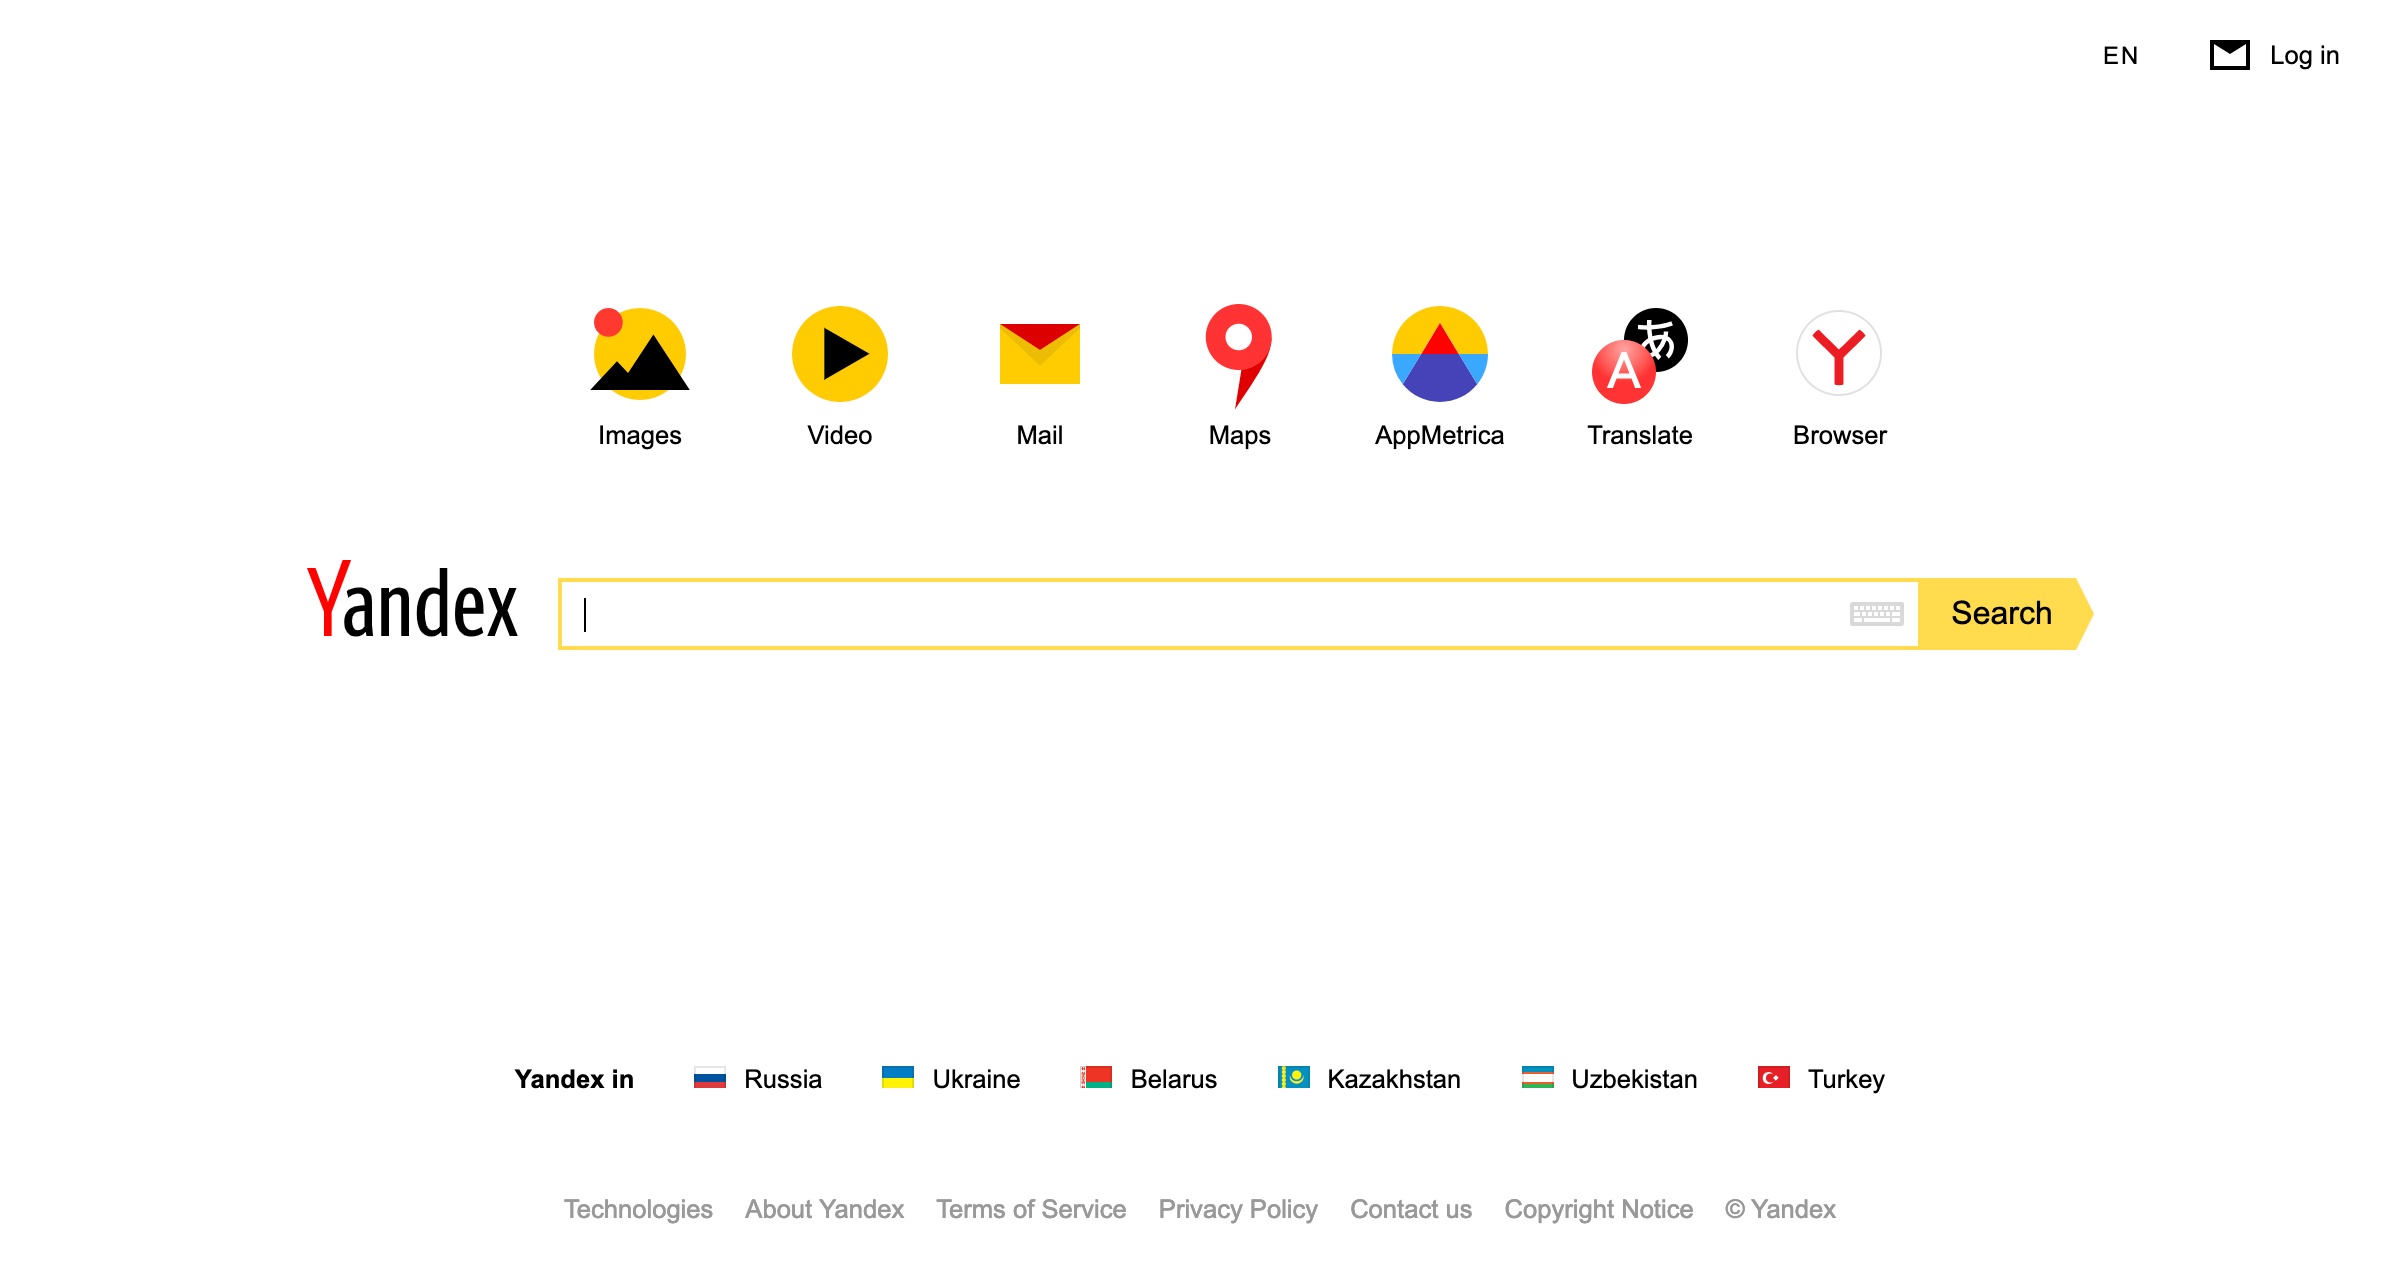 EN Log in
あ
A
Images Video Mail Maps AppMetrica Translate Browser
Yandex Search
Yandex in Russia Ukraine Belarus Kazakhstan Uzbekistan Turkey
Technologies About Yandex Terms of Service Privacy Policy Contact us Copyright Notice © Yandex